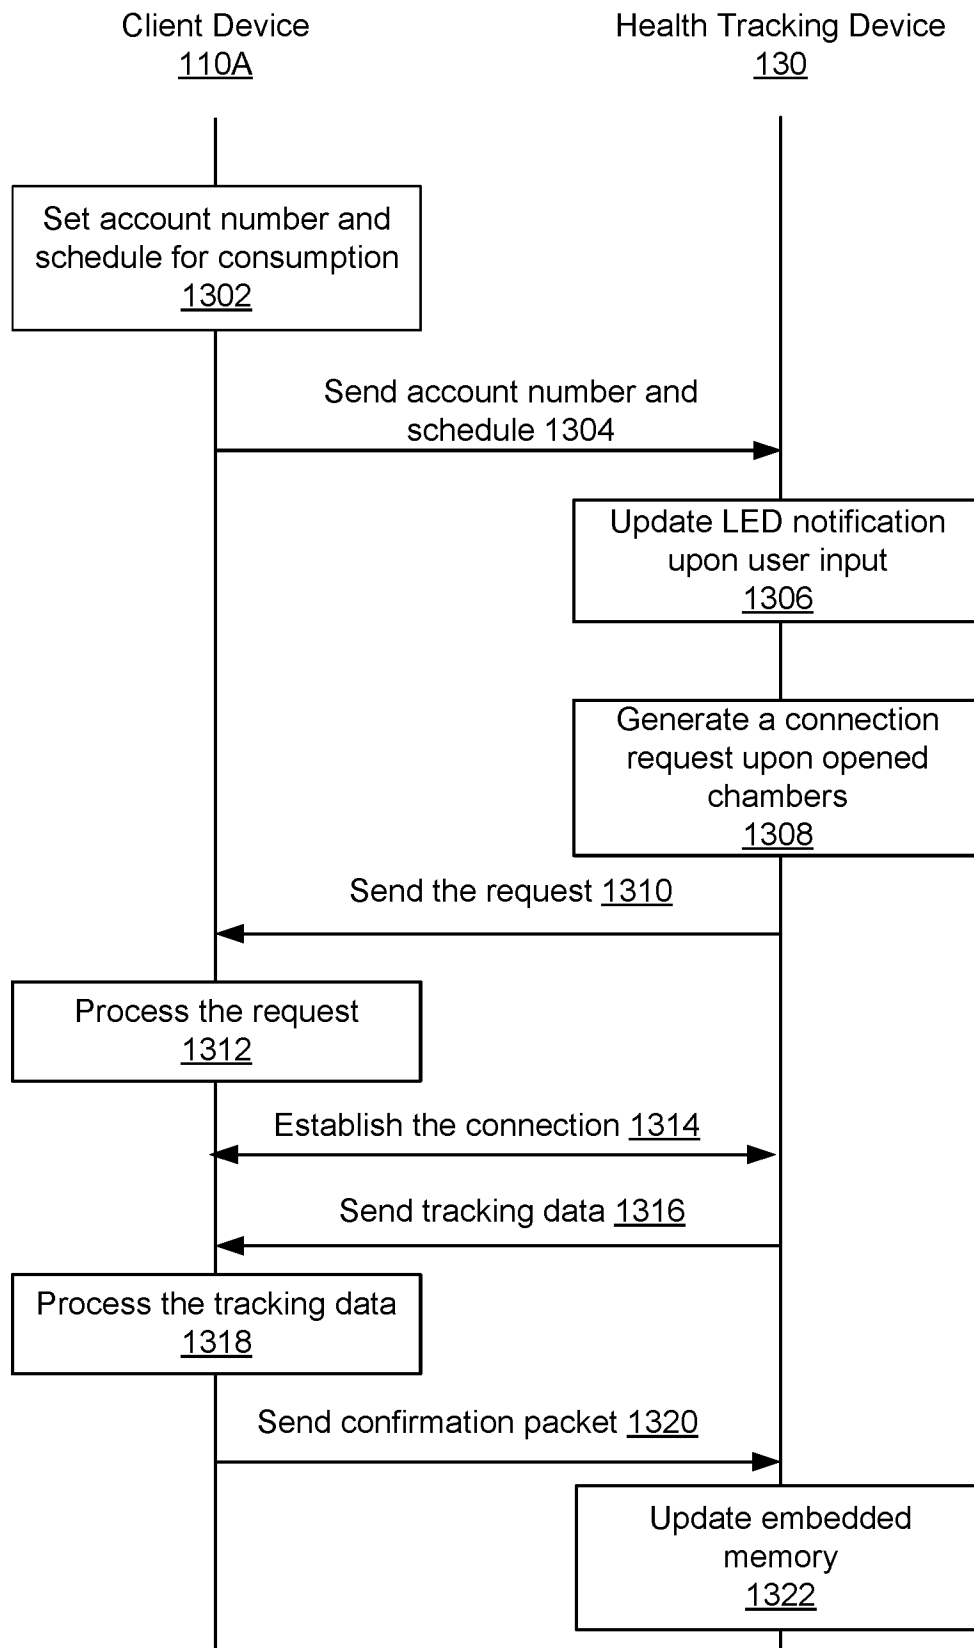 Client Device
110A
Health Tracking Device
130
Set account number and
schedule for consumption
1302
Send account number and
schedule 1304
Update LED notification
upon user input
1306
Generate a connection
request upon opened
chambers
1308
Send the request 1310
Process the request
1312
Establish the connection 1314
Send tracking data 1316
Process the tracking data
1318
Send confirmation packet 1320
Update embedded
memory
1322